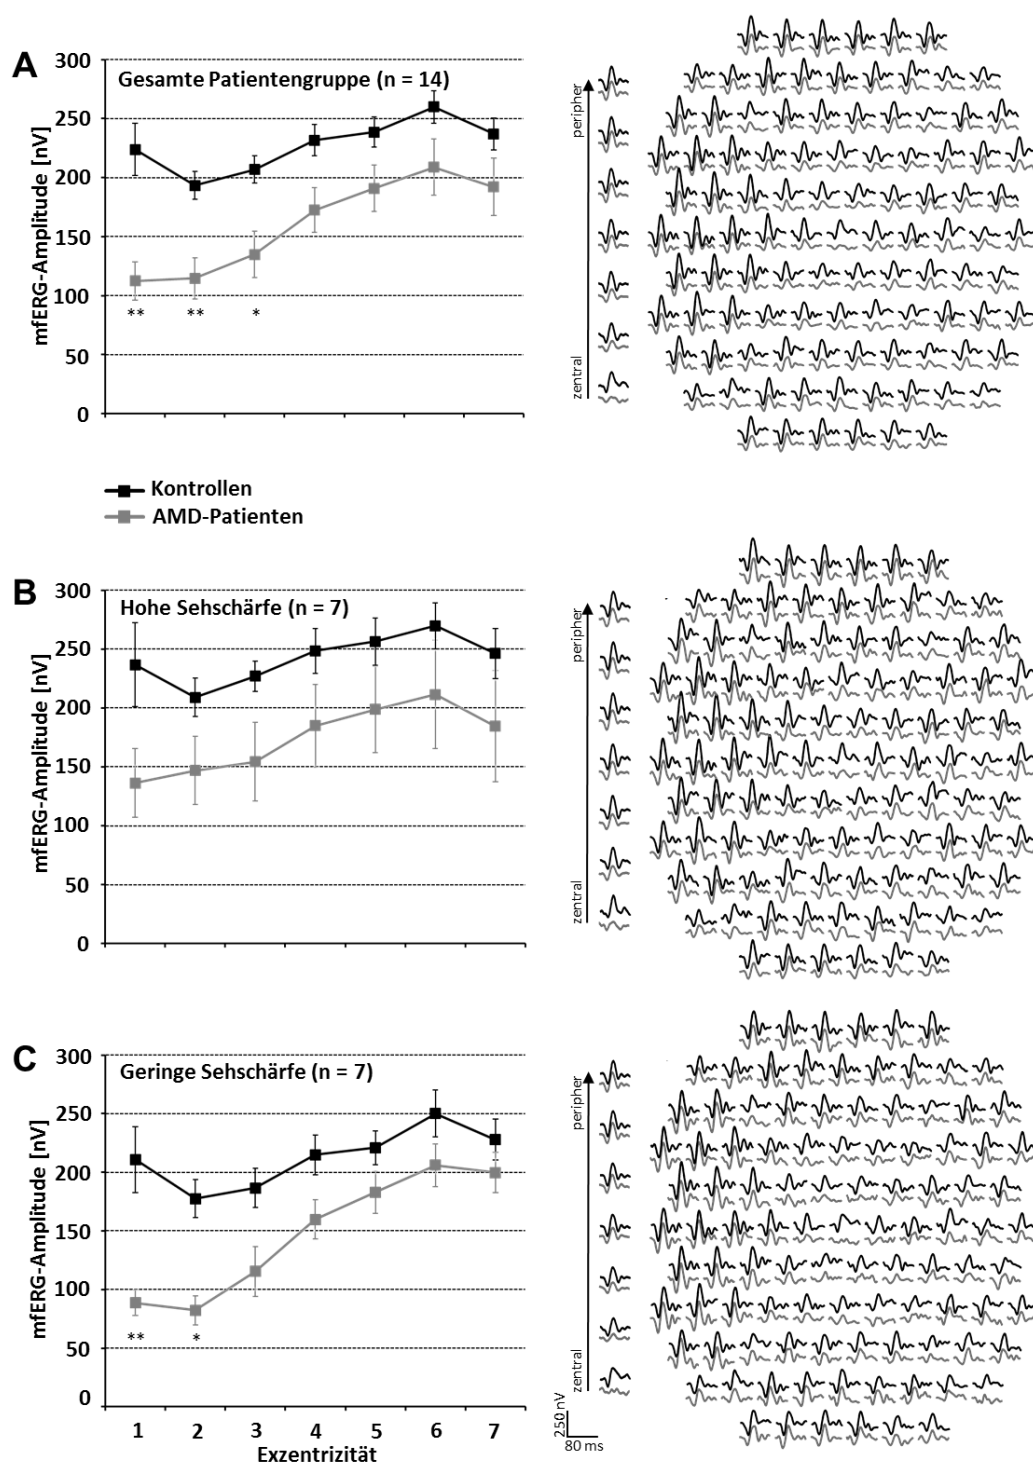 A
Gesamte Patientengruppe (n = 14)
mfERG-Amplitude [nV]
300
250
200
150
100
50
0
** ** *
peripher
zentral
Kontrollen
AMD-Patienten
B
Hohe Sehschärfe (n = 7)
mfERG-Amplitude [nV]
300
250
200
150
100
50
0
peripher
zentral
C
Geringe Sehschärfe (n = 7)
mfERG-Amplitude [nV]
300
250
200
150
100
50
0
** *
1 2 3 4 5 6 7
Exzentrizität
peripher
zentral
250 nV
80 ms